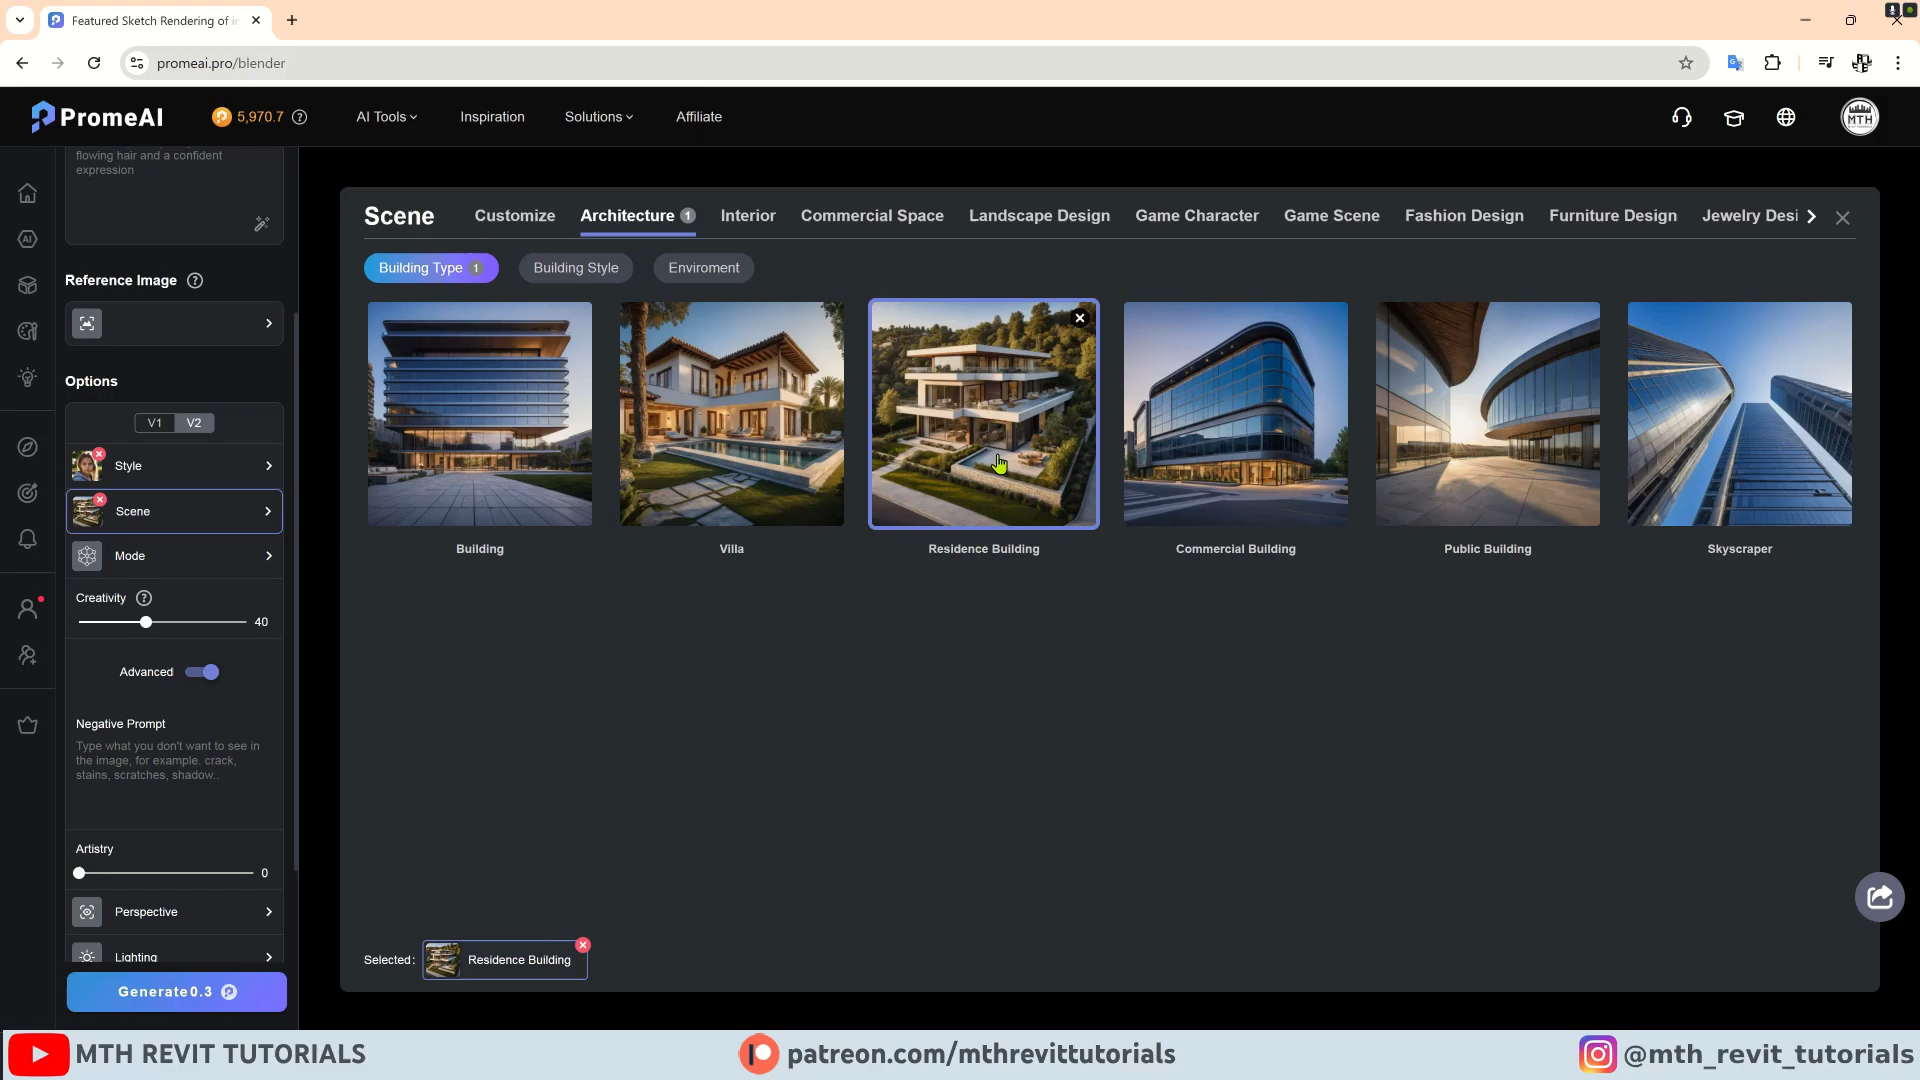 Featured Sketch Rendering of in
promeai.pro/blender
PromeAI
5,970.7
AI Tools
Inspiration
Solutions
Affiliate
MTH
flowing hair and a confident
expression
Reference Image
Options
V1
V2
Style
Scene
Mode
Creativity
40
Advanced
Negative Prompt
Type what you don't want to see in
the image, for example. crack,
stains, scratches, shadow..
Artistry
0
Perspective
Lighting
Generate0.3
Scene
Customize
Architecture 1
Interior
Commercial Space
Landscape Design
Game Character
Game Scene
Fashion Design
Furniture Design
Jewelry Desi
Building Type 1
Building Style
Enviroment
Building
Villa
Residence Building
Commercial Building
Public Building
Skyscraper
Selected:
Residence Building
MTH REVIT TUTORIALS
patreon.com/mthrevittutorials
@mth_revit_tutorials